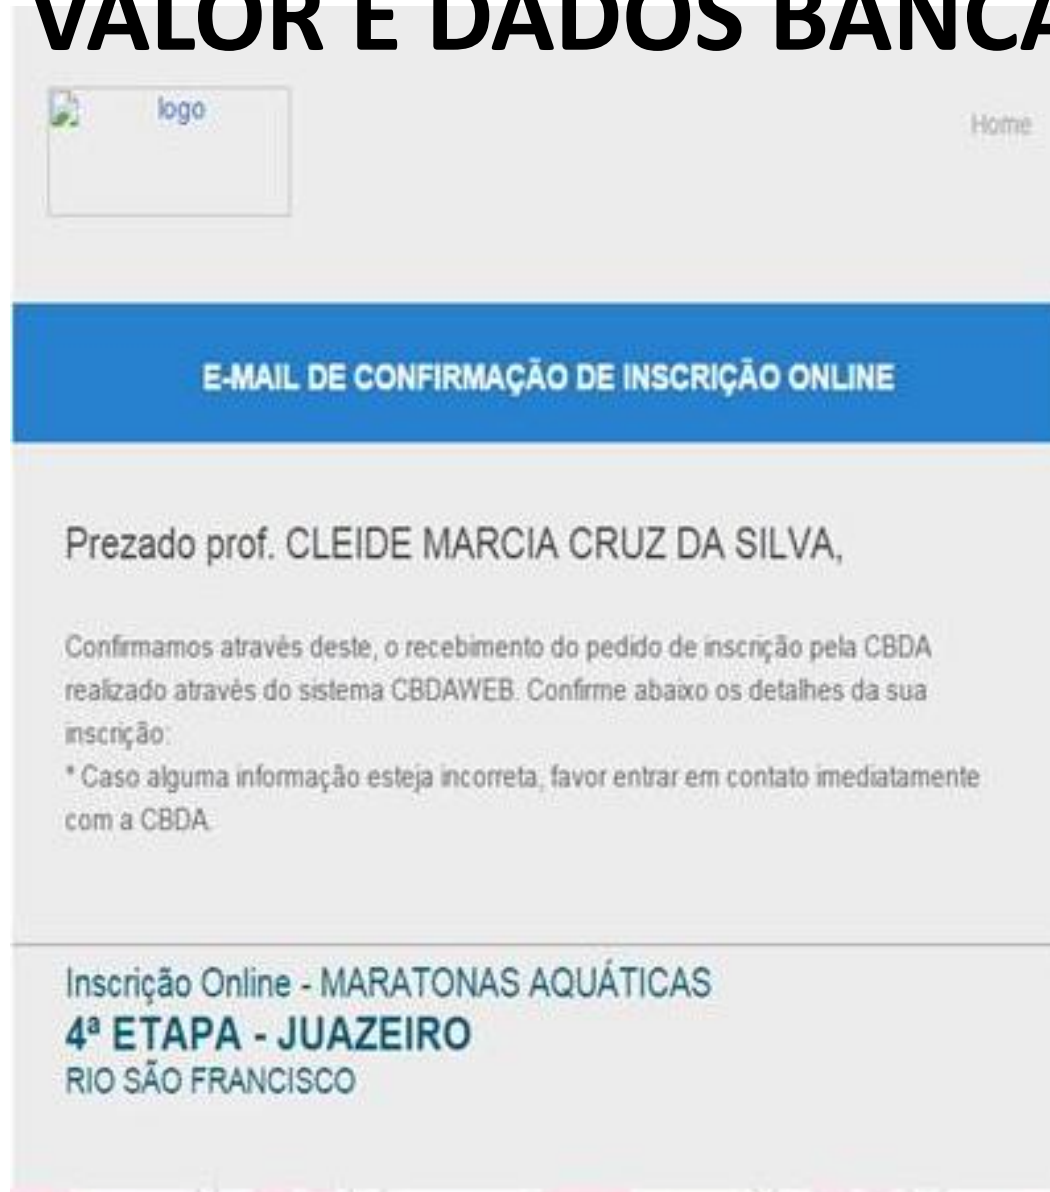 VALOR E DADOS
logo
Home
E-MAIL DE CONFIRMAÇÃO DE INSCRIÇÃO ONLINE
Prezado prof. CLEIDE MARCIA CRUZ DA SILVA,
Confirmamos através deste, o recebimento do pedido de inscrição pela CBDA
realizado através do sistema CBDAWEB. Confirme abaixo os detalhes da sua
inscrição:
* Caso alguma informação esteja incorreta, favor entrar em contato imediatamente
com a CBDA.
Inscrição Online - MARATONAS AQUÁTICAS
4ª ETAPA - JUAZEIRO
RIO SÃO FRANCISCO